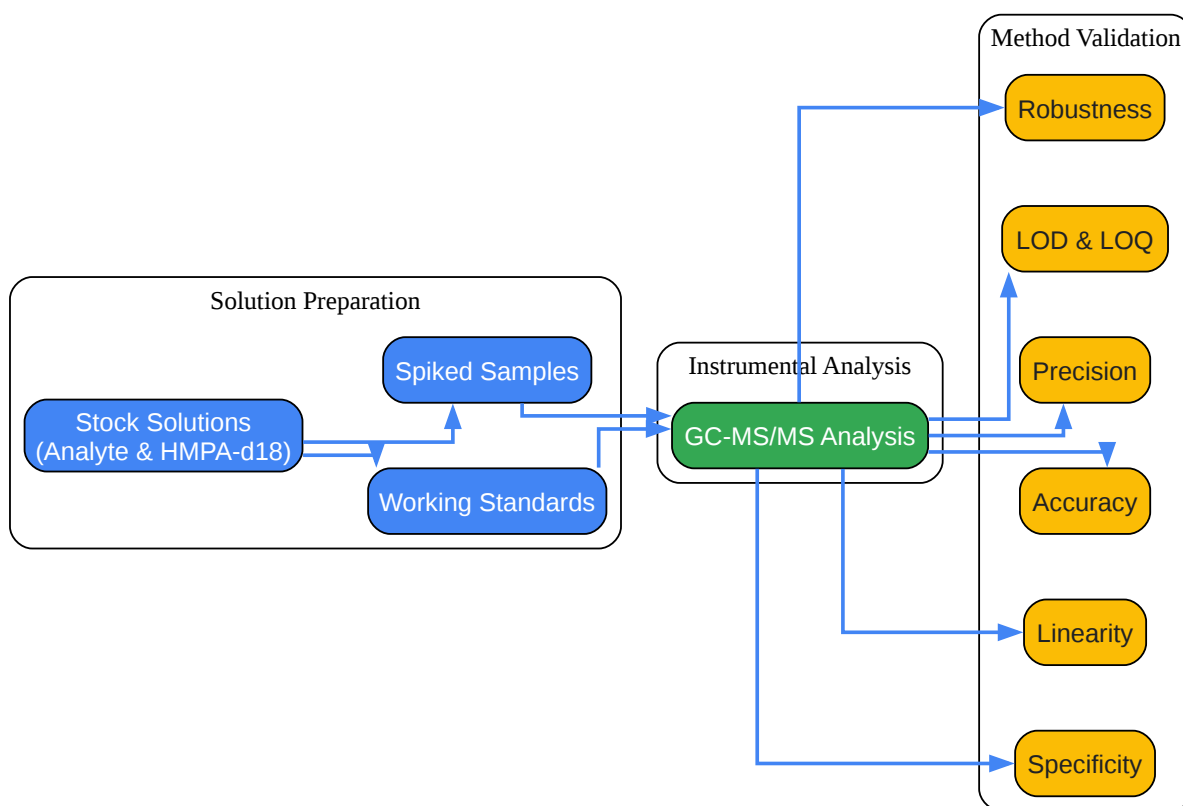 Method Validation
Robustness
LOD & LOQ
Solution Preparation
Spiked Samples
Stock Solutions
(Analyte & HMPA-d18)
Working Standards
Instrumental Analysis
GC-MS/MS Analysis
Precision
Accuracy
Linearity
Specificity